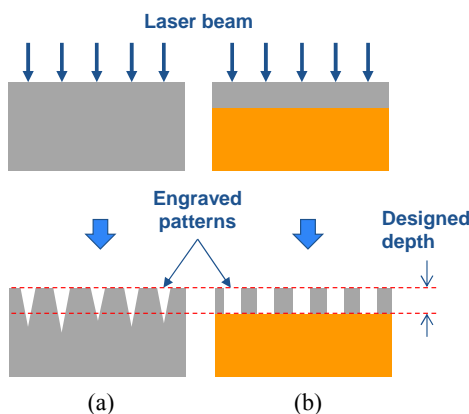 Laser beam
Engraved
patterns
Designed
depth
(a)
(b)